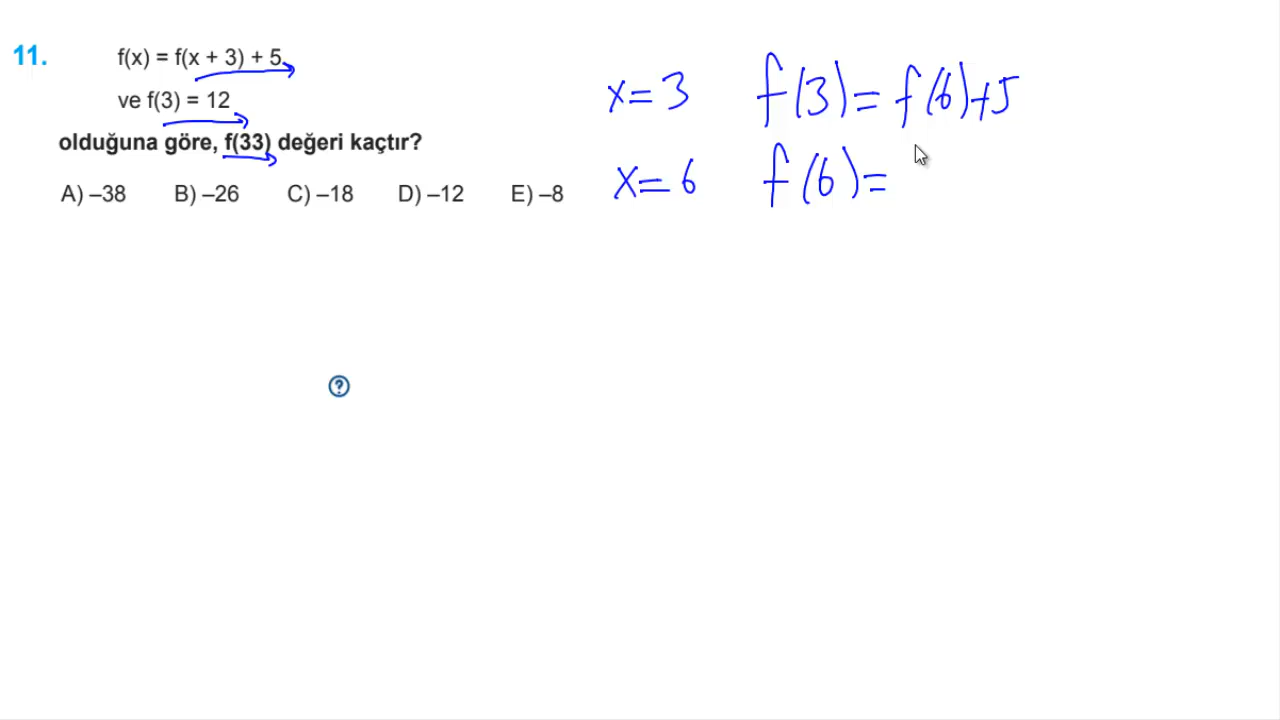 11. f(x) = f(x + 3) + 5
ve f(3) = 12
olduğuna göre, f(33) değeri kaçtır?
A) –38 B) –26 C) –18 D) –12 E) –8
x=3 f(3)=f(6)+5
x=6 f(6)=
?